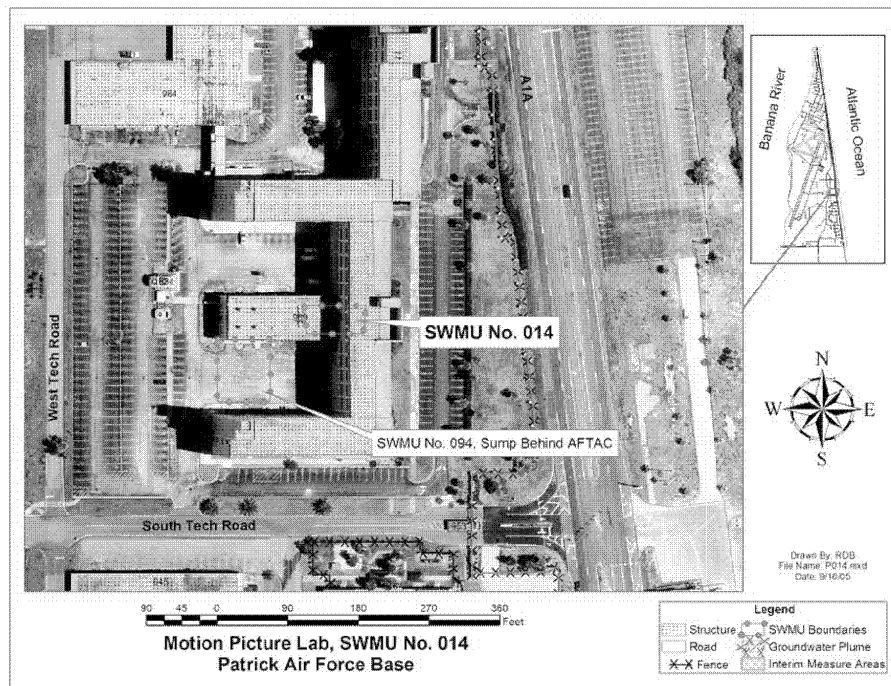 984
A1A
Banana River
Atlantic Ocean
SWMU No. 014
West Tech Road
SWMU No. 094, Sump Behind AFTAC
N
W
E
S
South Tech Road
Drawn By: RDB
File Name: P014.mxd
Date: 9/16/05
90 45 0 90 180 270 360
Feet
Motion Picture Lab, SWMU No. 014
Patrick Air Force Base
Legend
Structure
SWMU Boundaries
Road
Groundwater Plume
Fence
Interim Measure Areas